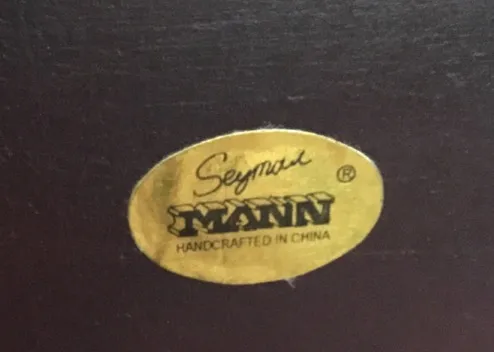 Seymour
MANN
®
HANDCRAFTED IN CHINA